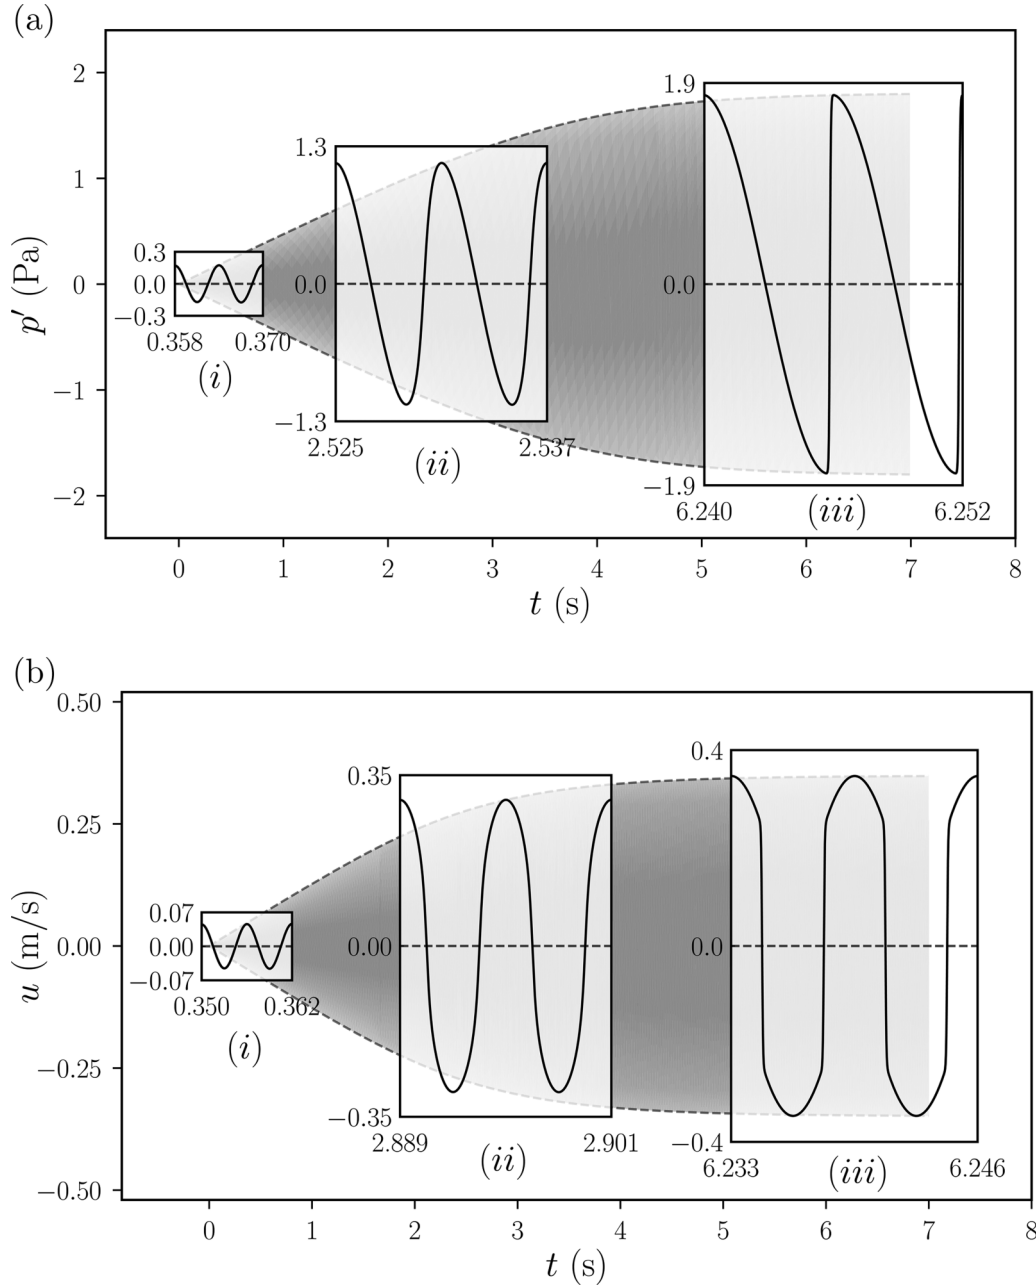 (a)
2
1
0
−1
−2
p′ (Pa)
0.3
0.0
−0.3
0.358 0.370
(i)
1.3
0.0
−1.3
2.525 2.537
(ii)
1.9
0.0
−1.9
6.240 6.252
(iii)
0 1 2 3 4 5 6 7 8
t (s)
(b)
0.50
0.25
0.00
−0.25
−0.50
u (m/s)
0.07
0.00
−0.07
0.350 0.362
(i)
0.35
0.00
−0.35
2.889 2.901
(ii)
0.4
0.0
−0.4
6.233 6.246
(iii)
0 1 2 3 4 5 6 7 8
t (s)